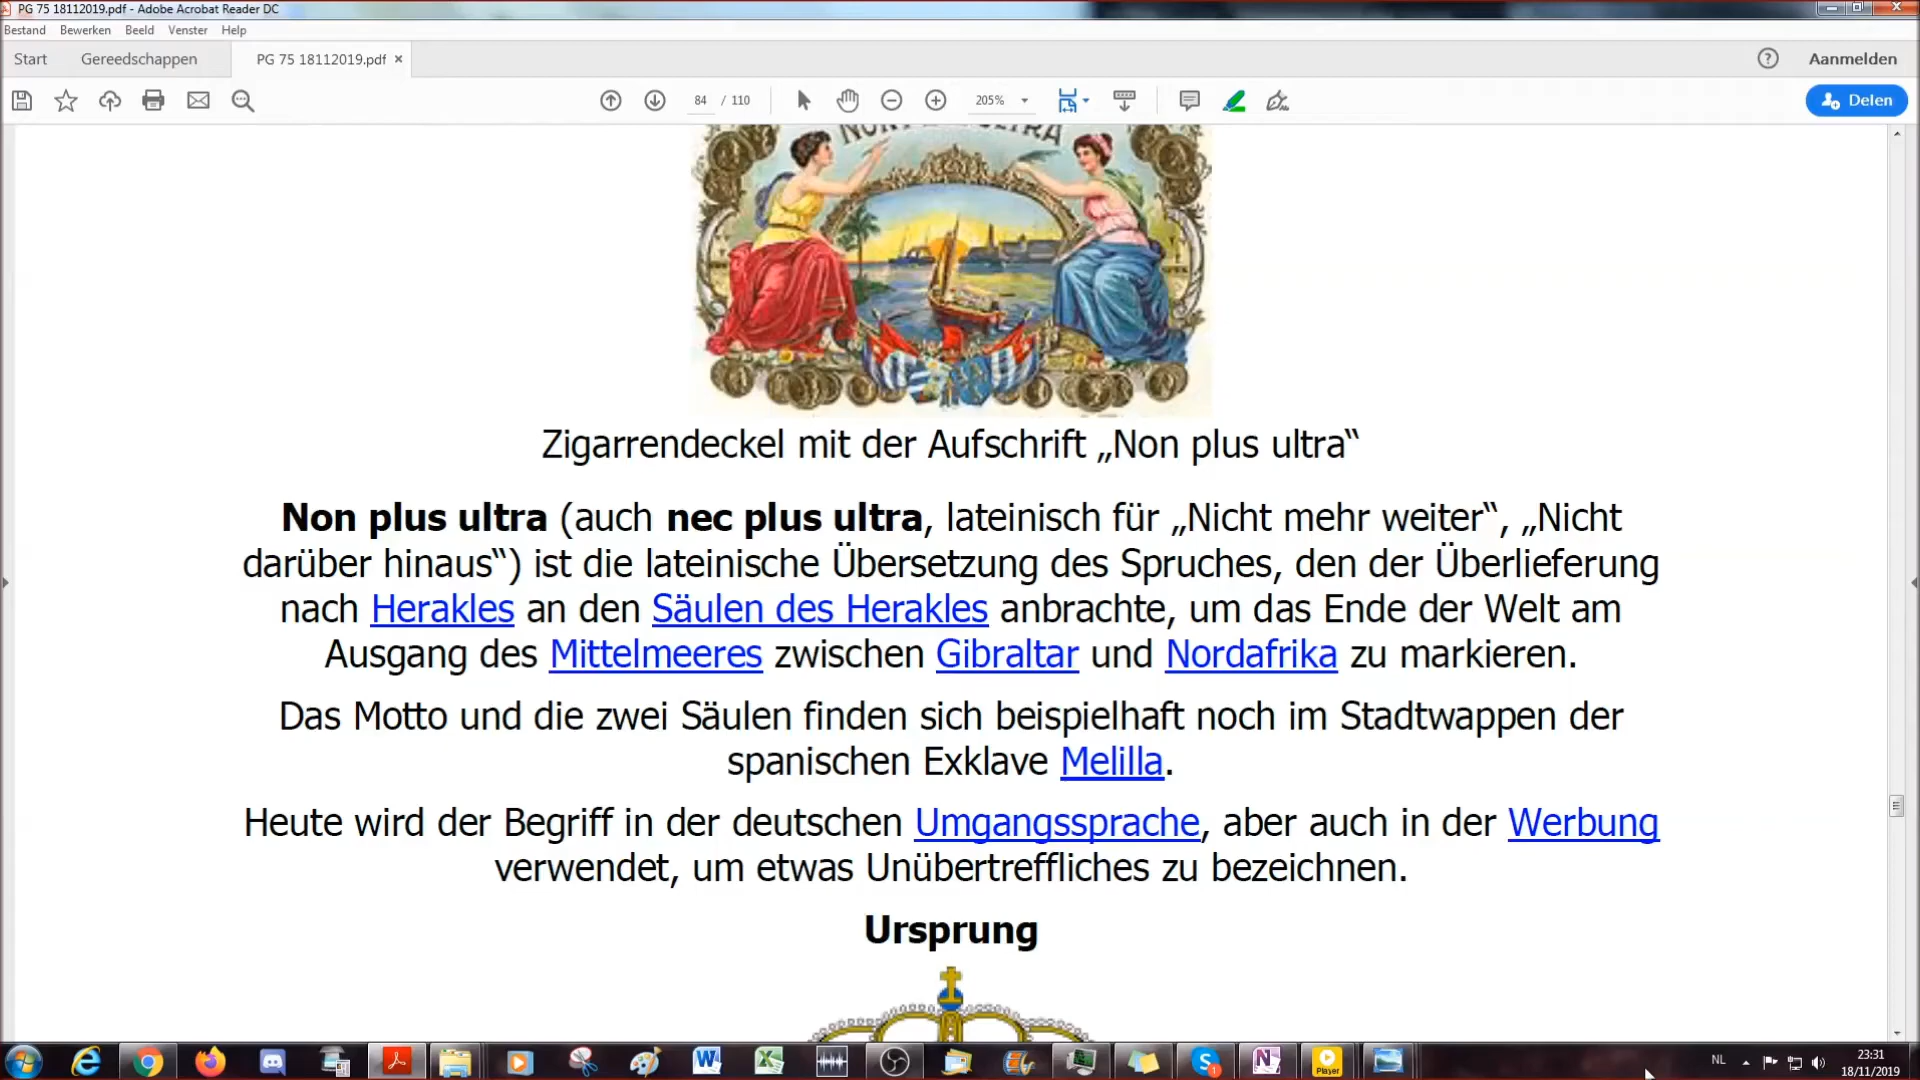 PG 75 18112019.pdf - Adobe Acrobat Reader DC
Bestand Bewerken Beeld Venster Help
Start Gereedschappen PG 75 18112019.pdf × Aanmelden
84 / 110 205% Delen
Zigarrendeckel mit der Aufschrift „Non plus ultra“
Non plus ultra (auch nec plus ultra, lateinisch für „Nicht mehr weiter“, „Nicht
darüber hinaus“) ist die lateinische Übersetzung des Spruches, den der Überlieferung
nach Herakles an den Säulen des Herakles anbrachte, um das Ende der Welt am
Ausgang des Mittelmeeres zwischen Gibraltar und Nordafrika zu markieren.
Das Motto und die zwei Säulen finden sich beispielhaft noch im Stadtwappen der
spanischen Exklave Melilla.
Heute wird der Begriff in der deutschen Umgangssprache, aber auch in der Werbung
verwendet, um etwas Unübertreffliches zu bezeichnen.
Ursprung
Player
NL
23:31
18/11/2019